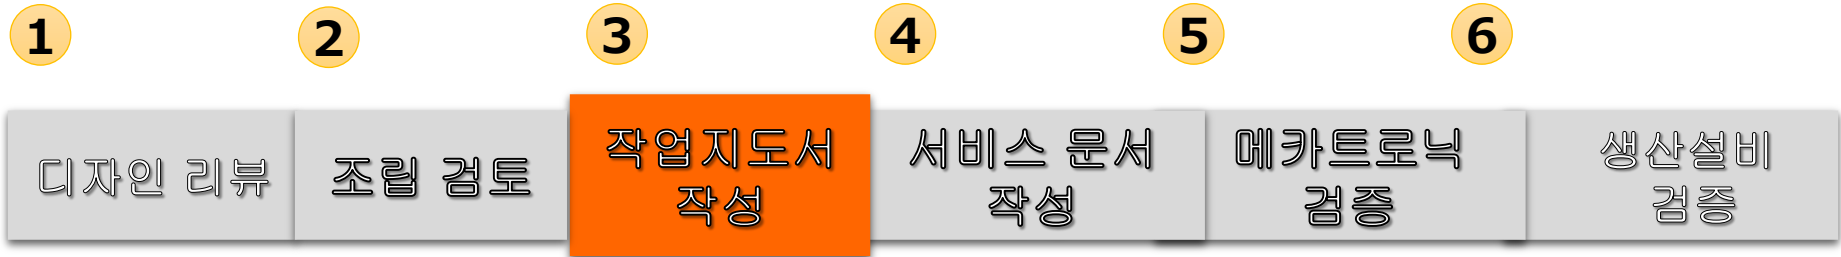 1
2
3
4
5
6
디자인 리뷰
조립 검토
작업지도서
작성
서비스 문서
작성
메카트로닉
검증
생산설비
검증